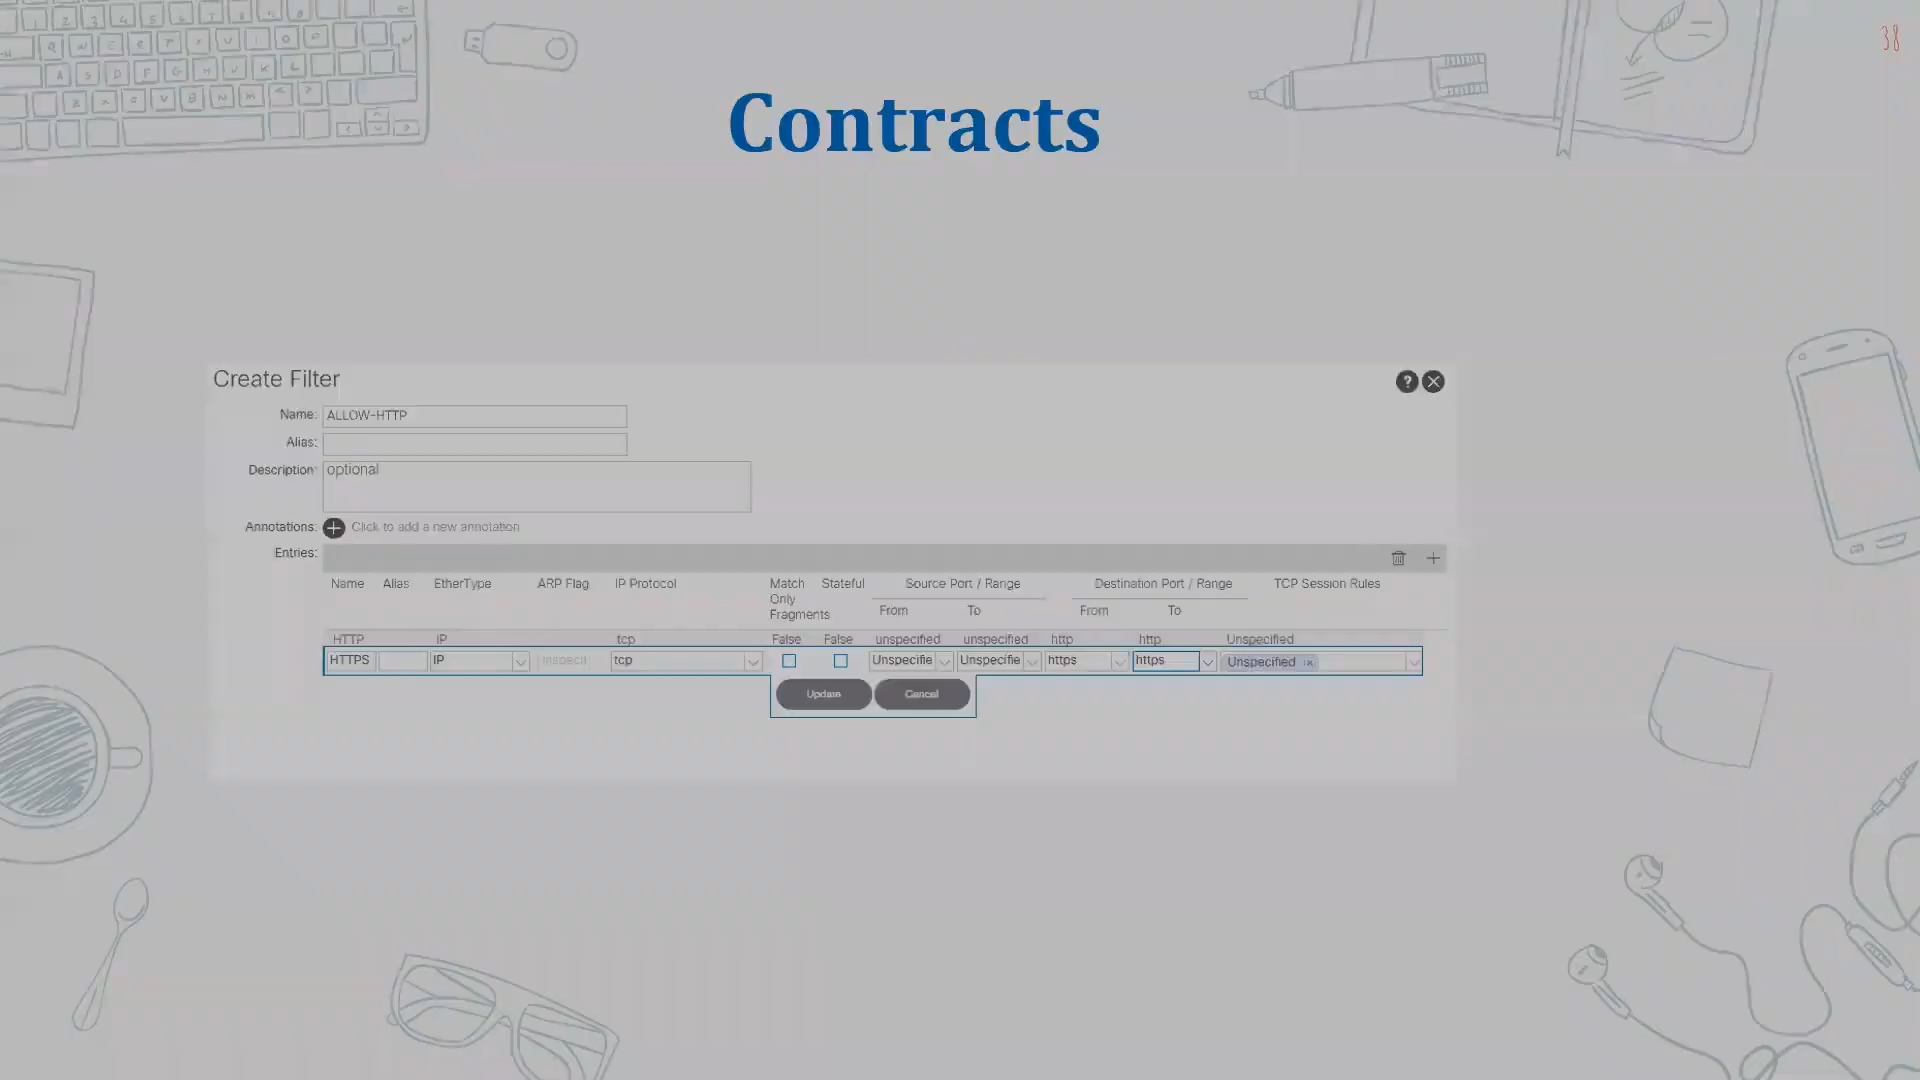 38
Contracts
Create Filter
Name: ALLOW-HTTP
Alias:
Description: optional
Annotations: Click to add a new annotation
Entries:
Name Alias EtherType ARP Flag IP Protocol Match Only Fragments Stateful Source Port / Range Destination Port / Range TCP Session Rules
From To From To
HTTP IP tcp False False unspecified unspecified http http Unspecified
HTTPS IP tcp Unspecifie Unspecifie https https Unspecified
Update Cancel